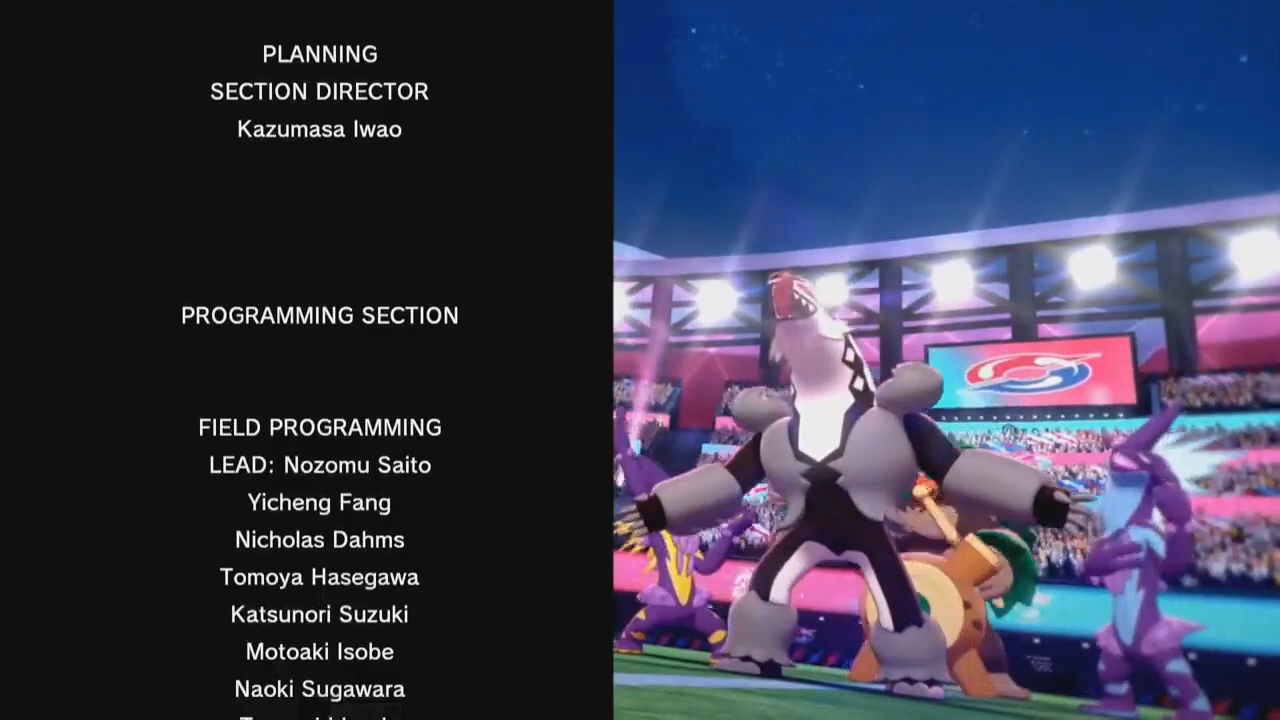 PLANNING
SECTION DIRECTOR
Kazumasa Iwao
PROGRAMMING SECTION
FIELD PROGRAMMING
LEAD: Nozomu Saito
Yicheng Fang
Nicholas Dahms
Tomoya Hasegawa
Katsunori Suzuki
Motoaki Isobe
Naoki Sugawara